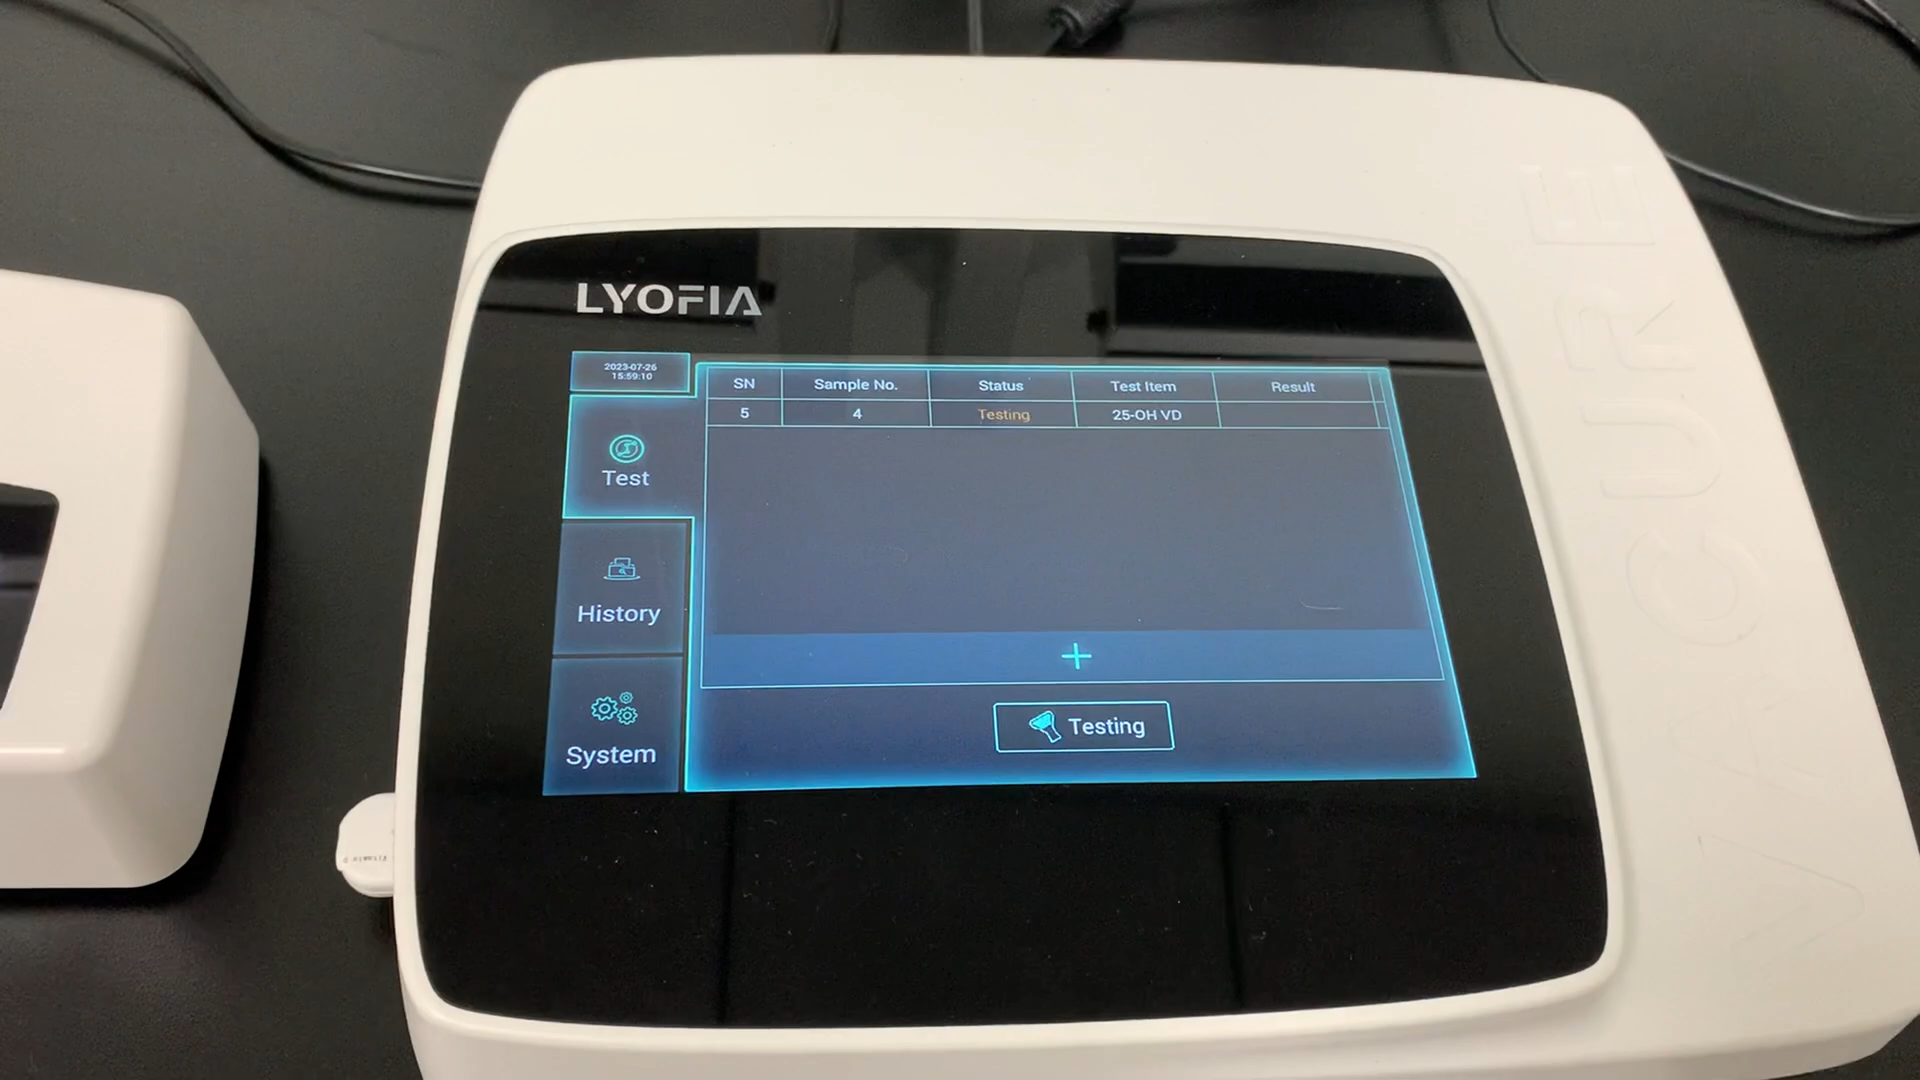 LYOFIA
2023-07-26
15:59:10
SN Sample No. Status Test Item Result
5 4 Testing 25-OH VD
Test
History
System
+
Testing
VACURE